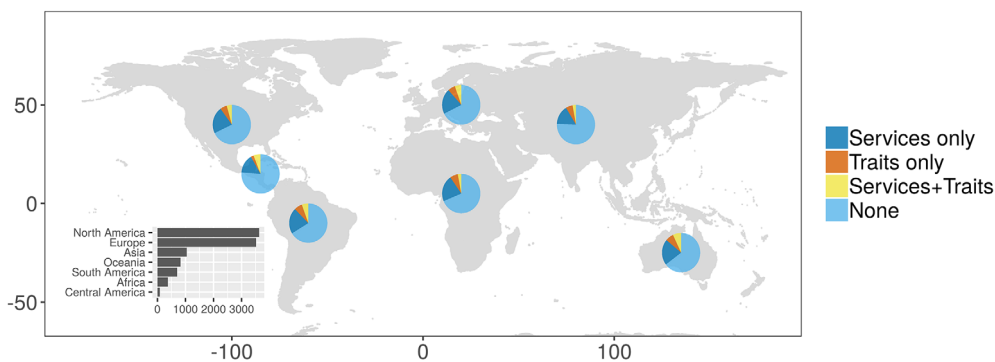 50
0
-50
-100
0
100
North America
Europe
Asia
Oceania
South America
Africa
Central America
0 1000 2000 3000
Services only
Traits only
Services+Traits
None